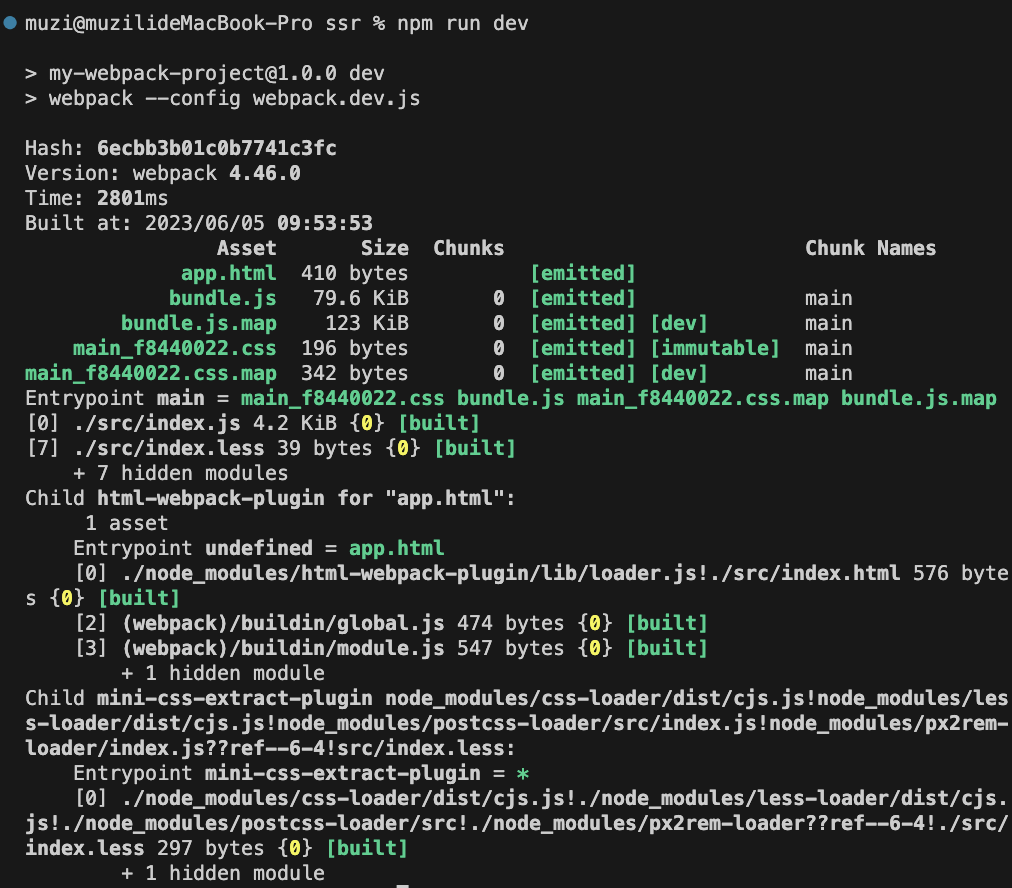 muzi@muzilideMacBook-Pro ssr % npm run dev
> my-webpack-project@1.0.0 dev
> webpack --config webpack.dev.js
Hash: 6ecbb3b01c0b7741c3fc
Version: webpack 4.46.0
Time: 2801ms
Built at: 2023/06/05 09:53:53
Asset Size Chunks Chunk Names
app.html 410 bytes [emitted]
bundle.js 79.6 KiB 0 [emitted] main
bundle.js.map 123 KiB 0 [emitted] [dev] main
main_f8440022.css 196 bytes 0 [emitted] [immutable] main
main_f8440022.css.map 342 bytes 0 [emitted] [dev] main
Entrypoint main = main_f8440022.css bundle.js main_f8440022.css.map bundle.js.map
[0] ./src/index.js 4.2 KiB {0} [built]
[7] ./src/index.less 39 bytes {0} [built]
+ 7 hidden modules
Child html-webpack-plugin for "app.html":
1 asset
Entrypoint undefined = app.html
[0] ./node_modules/html-webpack-plugin/lib/loader.js!./src/index.html 576 byte
s {0} [built]
[2] (webpack)/buildin/global.js 474 bytes {0} [built]
[3] (webpack)/buildin/module.js 547 bytes {0} [built]
+ 1 hidden module
Child mini-css-extract-plugin node_modules/css-loader/dist/cjs.js!node_modules/les
s-loader/dist/cjs.js!node_modules/postcss-loader/src/index.js!node_modules/px2rem-
loader/index.js??ref--6-4!src/index.less:
Entrypoint mini-css-extract-plugin = *
[0] ./node_modules/css-loader/dist/cjs.js!./node_modules/less-loader/dist/cjs.
js!./node_modules/postcss-loader/src!./node_modules/px2rem-loader??ref--6-4!./src/
index.less 297 bytes {0} [built]
+ 1 hidden module